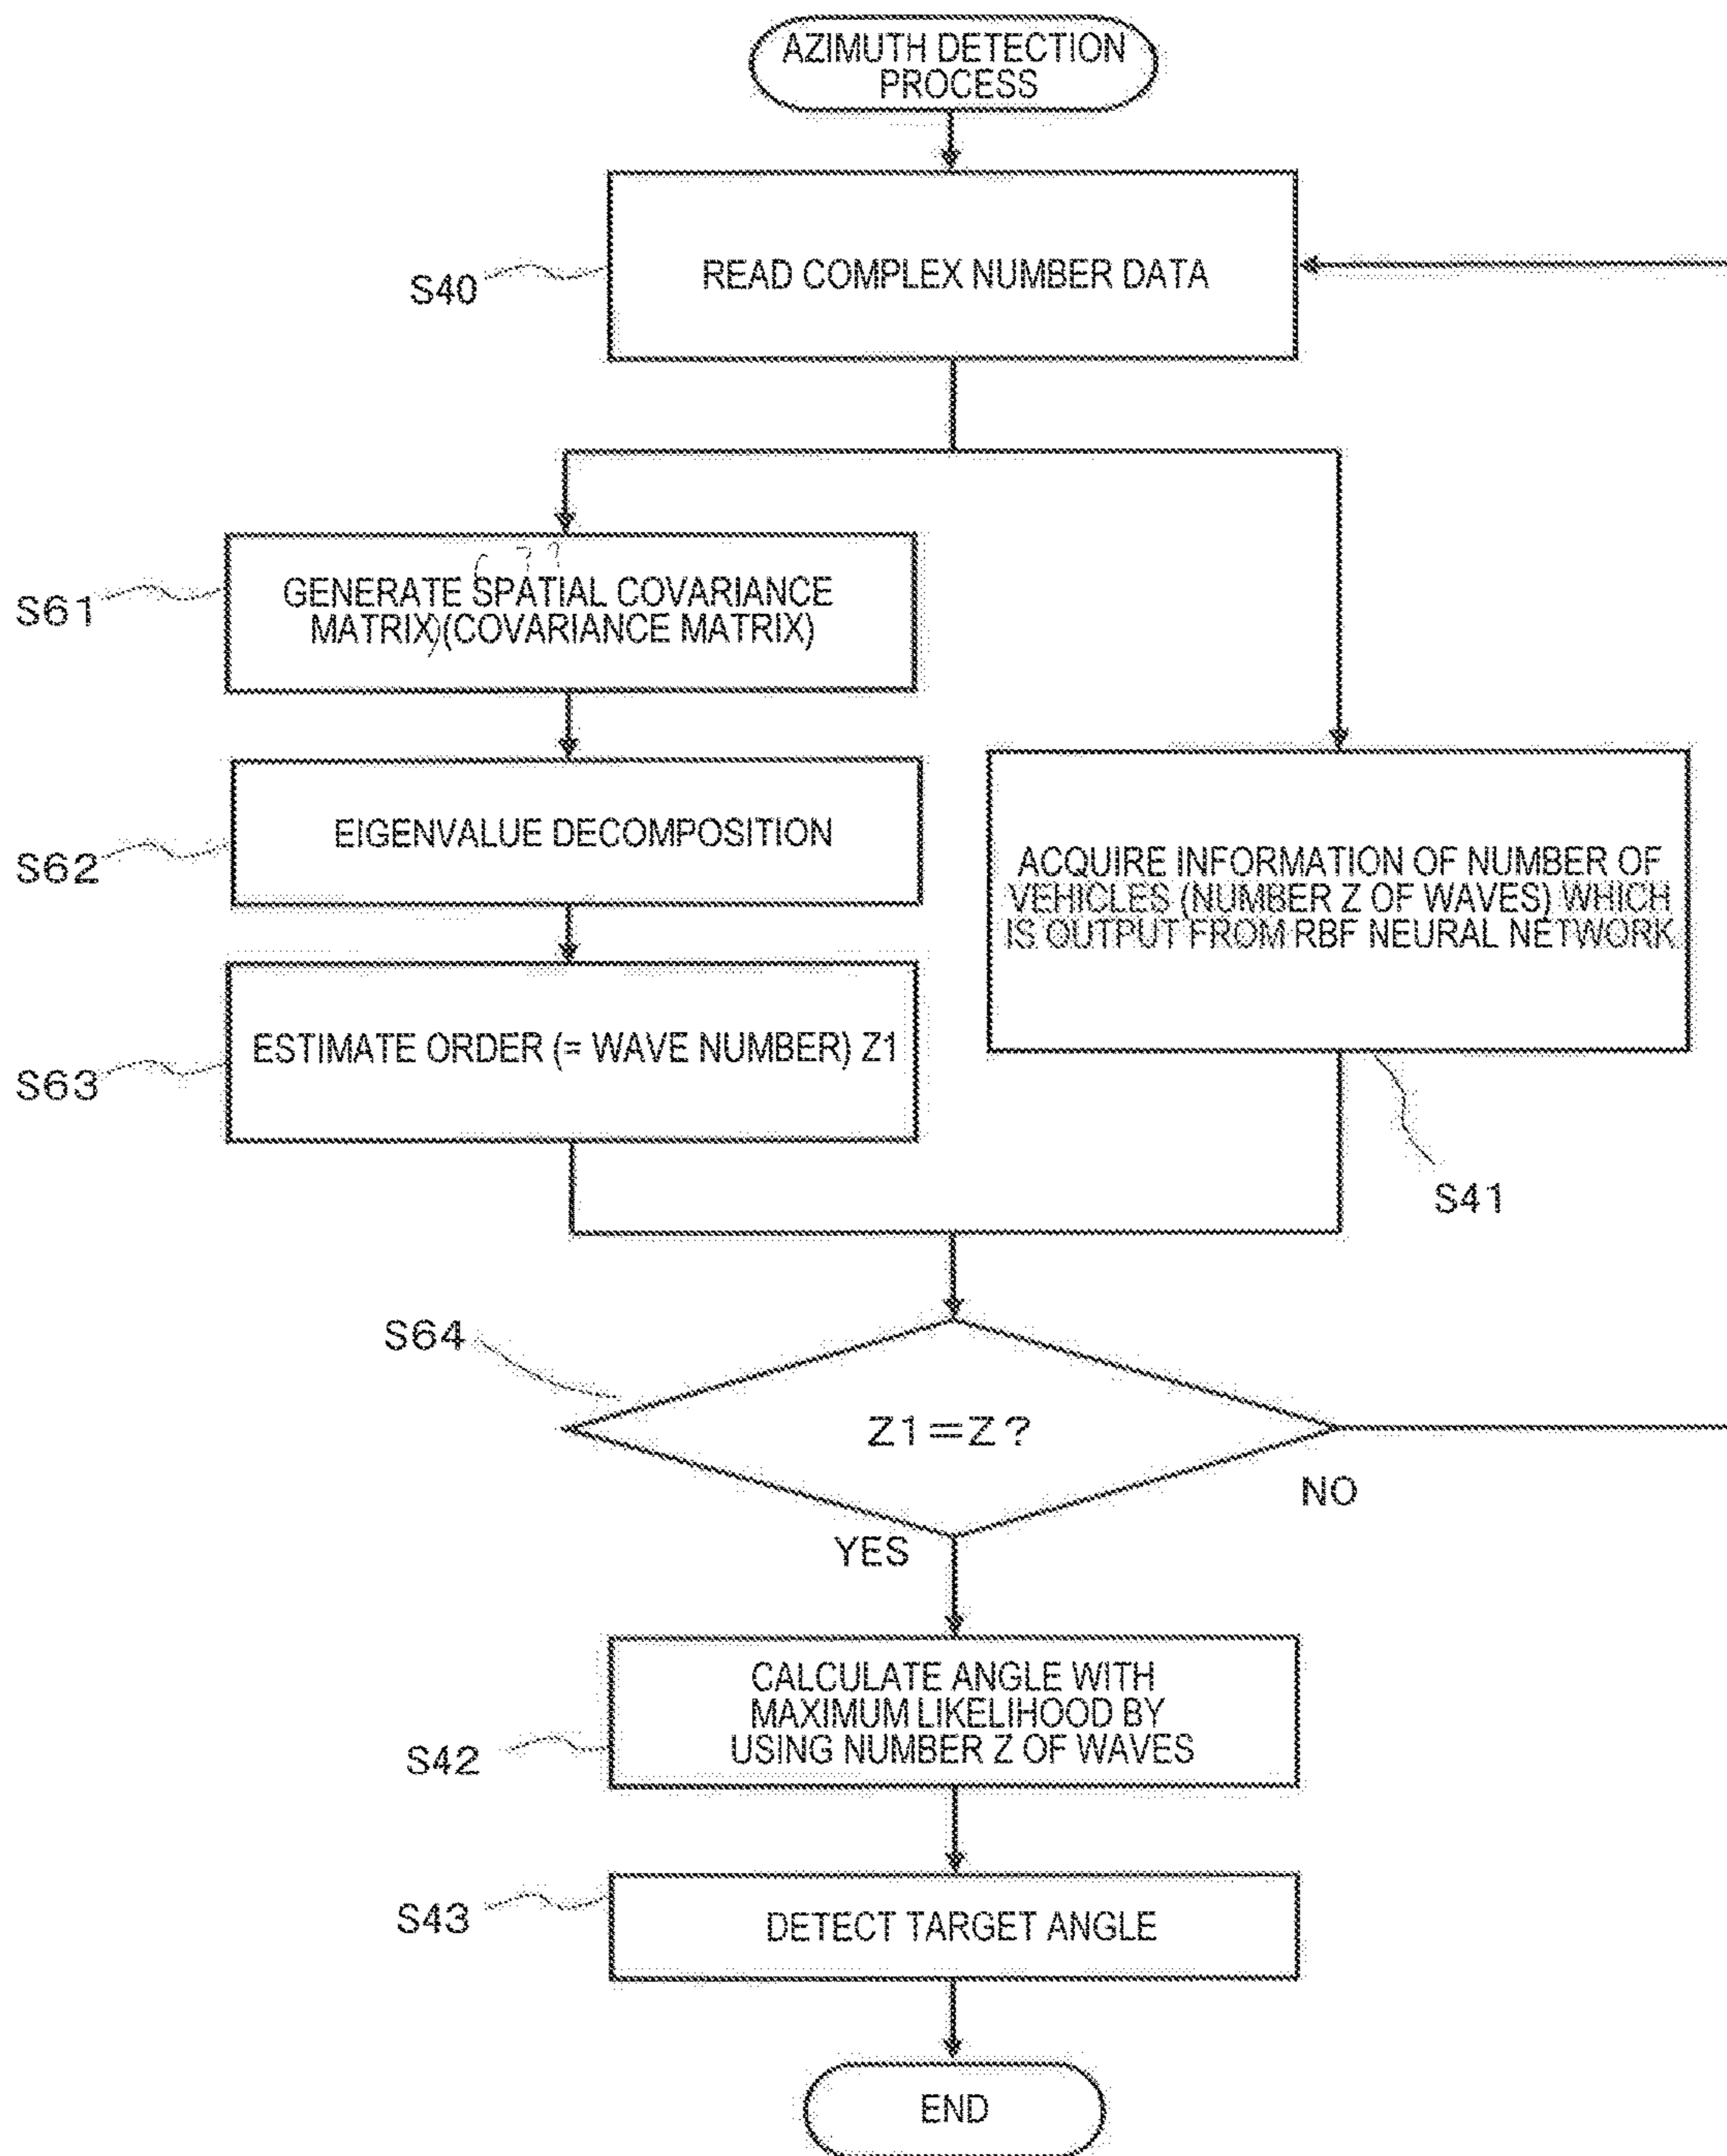 AZIMUTH DETECTION
PROCESS
S40
READ COMPLEX NUMBER DATA
S61
GENERATE SPATIAL COVARIANCE
MATRIX (COVARIANCE MATRIX)
S62
EIGENVALUE DECOMPOSITION
S63
ESTIMATE ORDER (= WAVE NUMBER) Z1
ACQUIRE INFORMATION OF NUMBER OF
VEHICLES (NUMBER Z OF WAVES) WHICH
IS OUTPUT FROM RBF NEURAL NETWORK
S41
S64
Z1=Z?
NO
YES
S42
CALCULATE ANGLE WITH
MAXIMUM LIKELIHOOD BY
USING NUMBER Z OF WAVES
S43
DETECT TARGET ANGLE
END